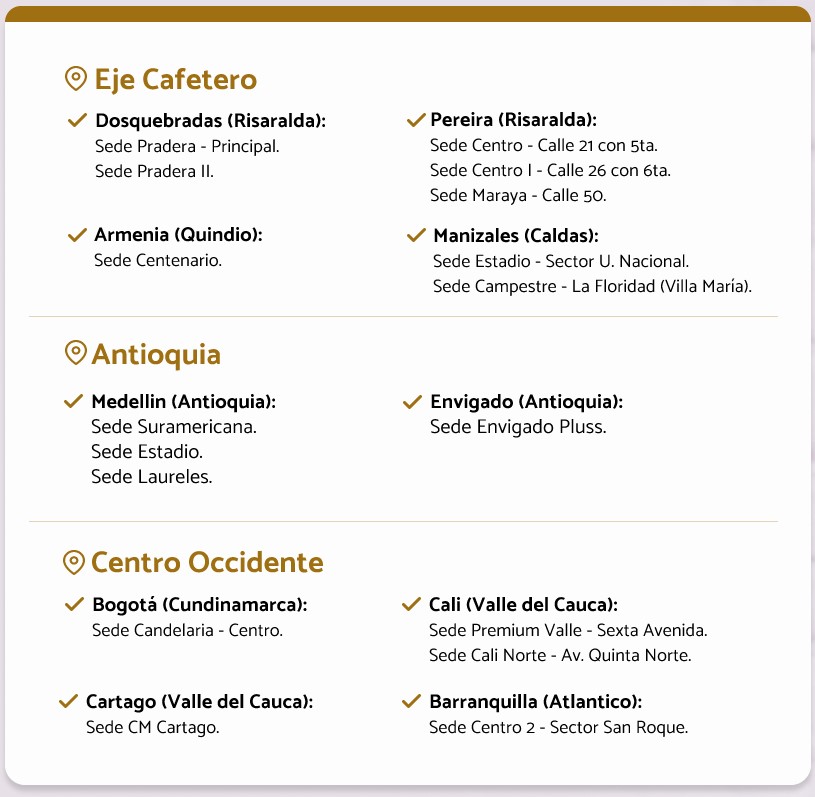 Eje Cafetero
Dosquebradas (Risaralda):
Sede Pradera - Principal.
Sede Pradera II.
Pereira (Risaralda):
Sede Centro - Calle 21 con 5ta.
Sede Centro I - Calle 26 con 6ta.
Sede Maraya - Calle 50.
Armenia (Quindio):
Sede Centenario.
Manizales (Caldas):
Sede Estadio - Sector U. Nacional.
Sede Campestre - La Floridad (Villa María).
Antioquia
Medellin (Antioquia):
Sede Suramericana.
Sede Estadio.
Sede Laureles.
Envigado (Antioquia):
Sede Envigado Pluss.
Centro Occidente
Bogotá (Cundinamarca):
Sede Candelaria - Centro.
Cali (Valle del Cauca):
Sede Premium Valle - Sexta Avenida.
Sede Cali Norte - Av. Quinta Norte.
Cartago (Valle del Cauca):
Sede CM Cartago.
Barranquilla (Atlantico):
Sede Centro 2 - Sector San Roque.